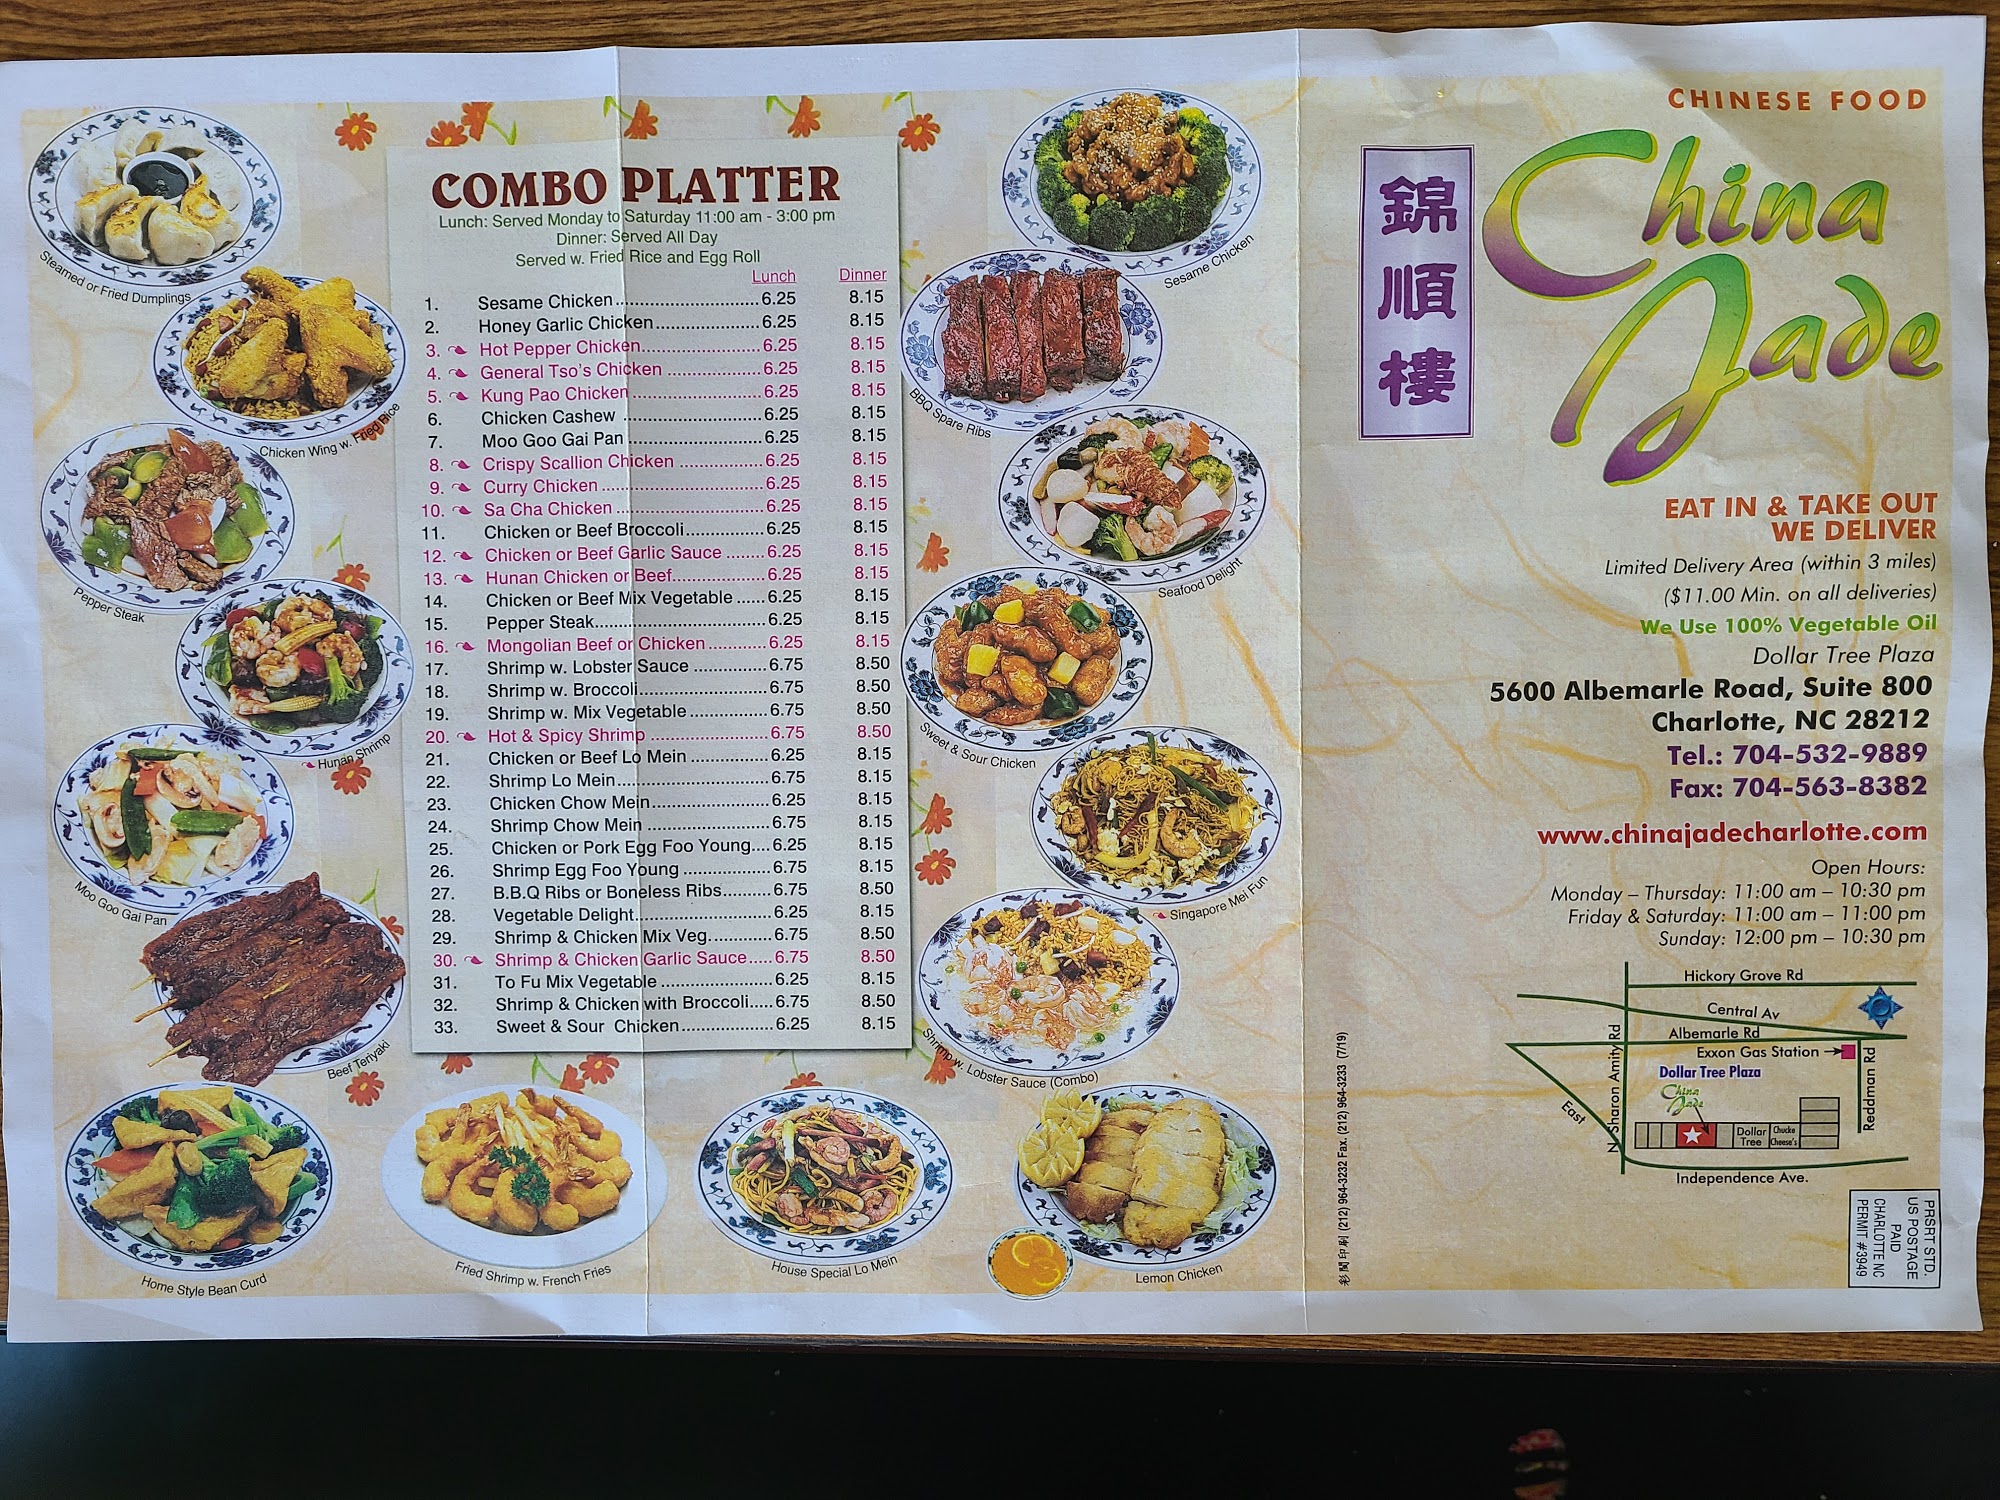 COMBO PLATTER
Lunch: Served Monday to Saturday 11:00 am - 3:00 pm
Dinner: Served All Day
Served w. Fried Rice and Egg Roll
Lunch Dinner
1. Sesame Chicken 6.25 8.15
2. Honey Garlic Chicken 6.25 8.15
3. Hot Pepper Chicken 6.25 8.15
4. General Tso's Chicken 6.25 8.15
5. Kung Pao Chicken 6.25 8.15
6. Chicken Cashew 6.25 8.15
7. Moo Goo Gai Pan 6.25 8.15
8. Crispy Scallion Chicken 6.25 8.15
9. Curry Chicken 6.25 8.15
10. Sa Cha Chicken 6.25 8.15
11. Chicken or Beef Broccoli 6.25 8.15
12. Chicken or Beef Garlic Sauce 6.25 8.15
13. Hunan Chicken or Beef 6.25 8.15
14. Chicken or Beef Mix Vegetable 6.25 8.15
15. Pepper Steak 6.25 8.15
16. Mongolian Beef or Chicken 6.25 8.15
17. Shrimp w. Lobster Sauce 6.75 8.50
18. Shrimp w. Broccoli 6.75 8.50
19. Shrimp w. Mix Vegetable 6.75 8.50
20. Hot & Spicy Shrimp 6.75 8.50
21. Chicken or Beef Lo Mein 6.25 8.15
22. Shrimp Lo Mein 6.75 8.15
23. Chicken Chow Mein 6.25 8.15
24. Shrimp Chow Mein 6.75 8.15
25. Chicken or Pork Egg Foo Young 6.25 8.15
26. Shrimp Egg Foo Young 6.75 8.15
27. B.B.Q Ribs or Boneless Ribs 6.75 8.50
28. Vegetable Delight 6.25 8.15
29. Shrimp & Chicken Mix Veg. 6.75 8.50
30. Shrimp & Chicken Garlic Sauce 6.75 8.50
31. To Fu Mix Vegetable 6.25 8.15
32. Shrimp & Chicken with Broccoli 6.75 8.50
33. Sweet & Sour Chicken 6.25 8.15
Steamed or Fried Dumplings
Chicken Wing w. Fried Rice
Pepper Steak
Hunan Shrimp
Moo Goo Gai Pan
Beef Teriyaki
Home Style Bean Curd
Fried Shrimp w. French Fries
House Special Lo Mein
Lemon Chicken
Sesame Chicken
BBQ Spare Ribs
Seafood Delight
Sweet & Sour Chicken
Singapore Mei Fun
Shrimp w. Lobster Sauce (Combo)
彩閣印刷 (212) 964-3232 Fax. (212) 964-3233 (7/19)
CHINESE FOOD
錦順樓
China
Jade
EAT IN & TAKE OUT
WE DELIVER
Limited Delivery Area (within 3 miles)
($11.00 Min. on all deliveries)
We Use 100% Vegetable Oil
Dollar Tree Plaza
5600 Albemarle Road, Suite 800
Charlotte, NC 28212
Tel.: 704-532-9889
Fax: 704-563-8382
www.chinajadecharlotte.com
Open Hours:
Monday – Thursday: 11:00 am – 10:30 pm
Friday & Saturday: 11:00 am – 11:00 pm
Sunday: 12:00 pm – 10:30 pm
Hickory Grove Rd
Central Av
Albemarle Rd
Exxon Gas Station
Dollar Tree Plaza
China
Jade
Dollar
Tree
Chucke
Cheese's
East
N. Sharon Amity Rd
Reddman Rd
Independence Ave.
PRSRT STD.
US POSTAGE
PAID
CHARLOTTE, NC
PERMIT #3949